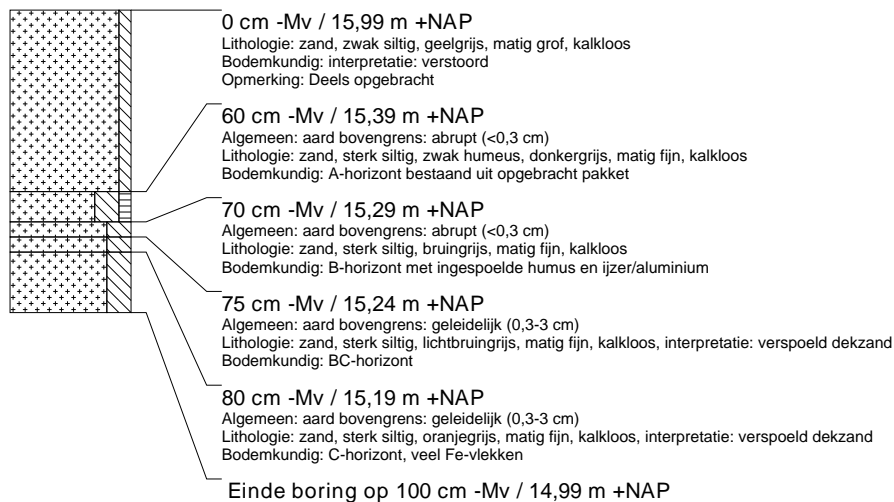 0 cm -Mv / 15,99 m +NAP
Lithologie: zand, zwak siltig, geelgrijs, matig grof, kalkloos
Bodemkundig: interpretatie: verstoord
Opmerking: Deels opgebracht
60 cm -Mv / 15,39 m +NAP
Algemeen: aard bovengrens: abrupt (<0,3 cm)
Lithologie: zand, sterk siltig, zwak humeus, donkergrijs, matig fijn, kalkloos
Bodemkundig: A-horizont bestaand uit opgebracht pakket
70 cm -Mv / 15,29 m +NAP
Algemeen: aard bovengrens: abrupt (<0,3 cm)
Lithologie: zand, sterk siltig, bruingrijs, matig fijn, kalkloos
Bodemkundig: B-horizont met ingespoelde humus en ijzer/aluminium
75 cm -Mv / 15,24 m +NAP
Algemeen: aard bovengrens: geleidelijk (0,3-3 cm)
Lithologie: zand, sterk siltig, lichtbruingrijs, matig fijn, kalkloos, interpretatie: verspoeld dekzand
Bodemkundig: BC-horizont
80 cm -Mv / 15,19 m +NAP
Algemeen: aard bovengrens: geleidelijk (0,3-3 cm)
Lithologie: zand, sterk siltig, oranjegrijs, matig fijn, kalkloos, interpretatie: verspoeld dekzand
Bodemkundig: C-horizont, veel Fe-vlekken
Einde boring op 100 cm -Mv / 14,99 m +NAP